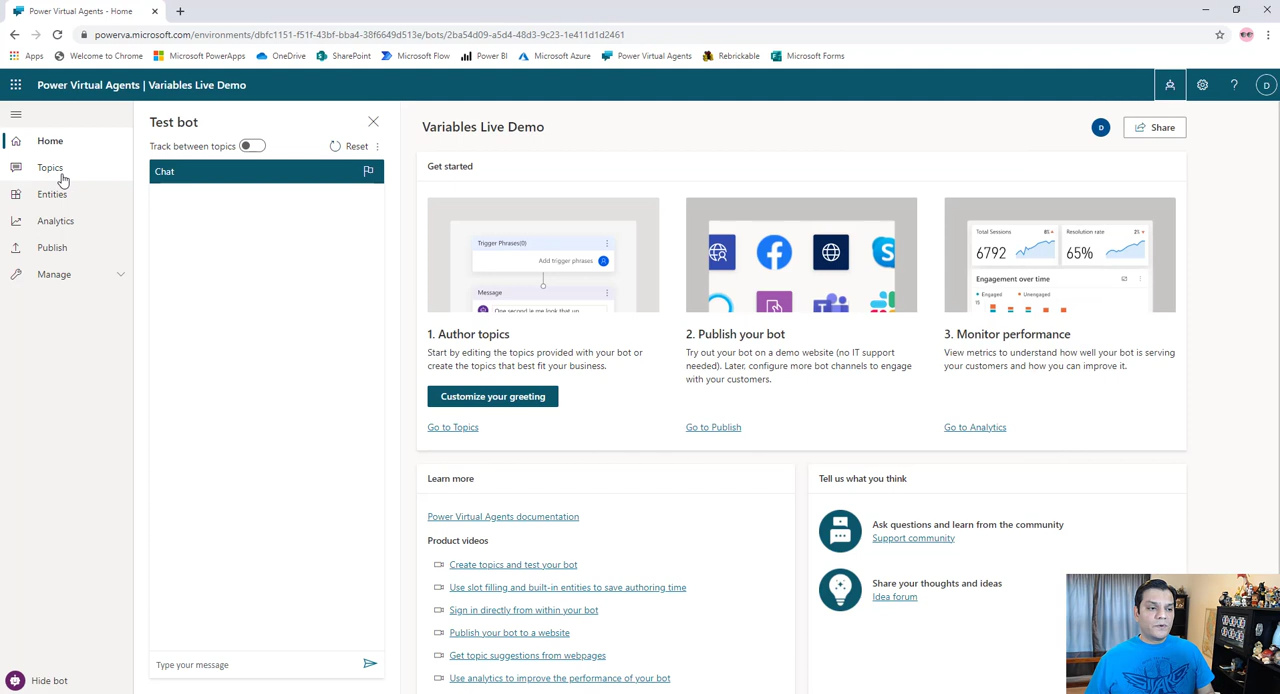 Power Virtual Agents - Home
powerva.microsoft.com/environments/dbfc1151-f51f-43bf-bba4-38f6649d513e/bots/2ba54d09-a5d4-48d3-9c23-1e411d1d2461
Apps Welcome to Chrome Microsoft PowerApps OneDrive SharePoint Microsoft Flow Power BI Microsoft Azure Power Virtual Agents Rebrickable Microsoft Forms
Power Virtual Agents | Variables Live Demo
D
Home
Topics
Entities
Analytics
Publish
Manage
Hide bot
Test bot
Track between topics
Reset
Chat
Type your message
Variables Live Demo
D
Share
Get started
Trigger Phrases(0)
Add trigger phrases
Message
One second ie me look that up
1. Author topics
Start by editing the topics provided with your bot or
create the topics that best fit your business.
Customize your greeting
Go to Topics
2. Publish your bot
Try out your bot on a demo website (no IT support
needed). Later, configure more bot channels to engage
with your customers.
Go to Publish
Total Sessions 8%
6792
Resolution rate 2%
65%
Engagement over time
Engaged Unengaged
15
3. Monitor performance
View metrics to understand how well your bot is serving
your customers and how you can improve it.
Go to Analytics
Learn more
Power Virtual Agents documentation
Product videos
Create topics and test your bot
Use slot filling and built-in entities to save authoring time
Sign in directly from within your bot
Publish your bot to a website
Get topic suggestions from webpages
Use analytics to improve the performance of your bot
Tell us what you think
Ask questions and learn from the community
Support community
Share your thoughts and ideas
Idea forum